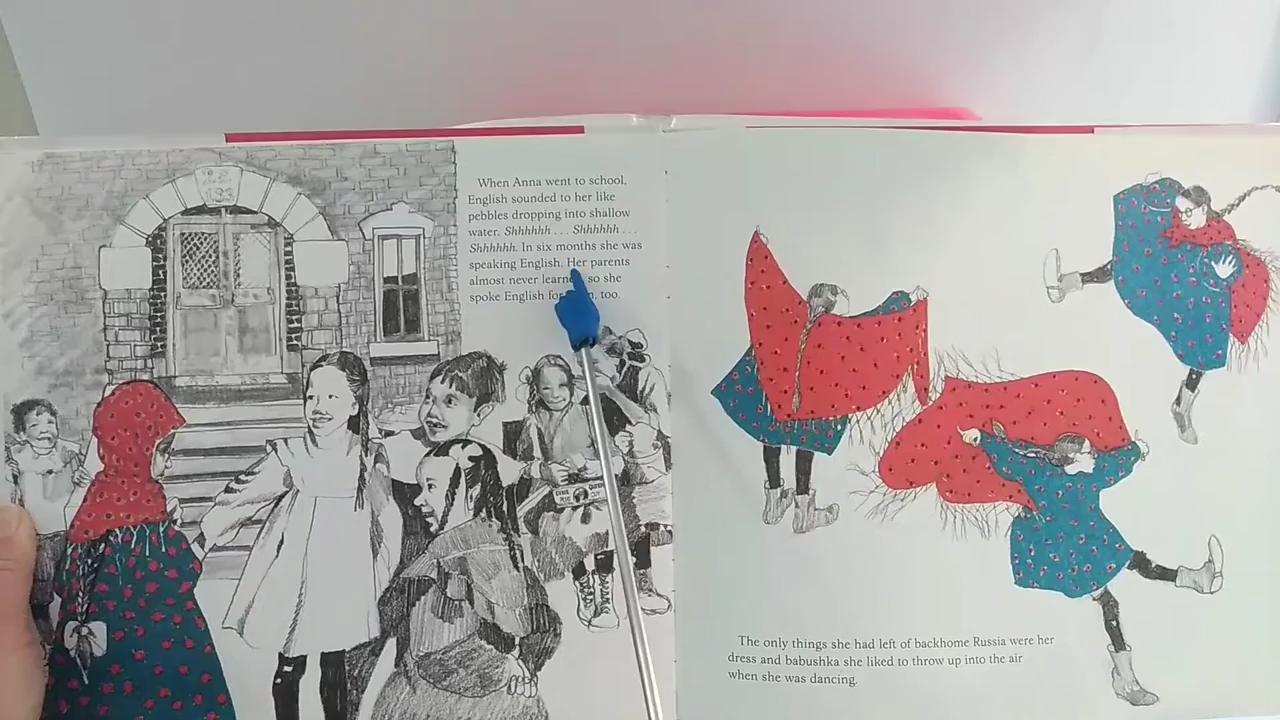 When Anna went to school,
English sounded to her like
pebbles dropping into shallow
water. Shhhhhh . . . Shhhhhh . . .
Shhhhhh. In six months she was
speaking English. Her parents
almost never learned, so she
spoke English for too.
The only things she had left of backhome Russia were her
dress and babushka she liked to throw up into the air
when she was dancing.